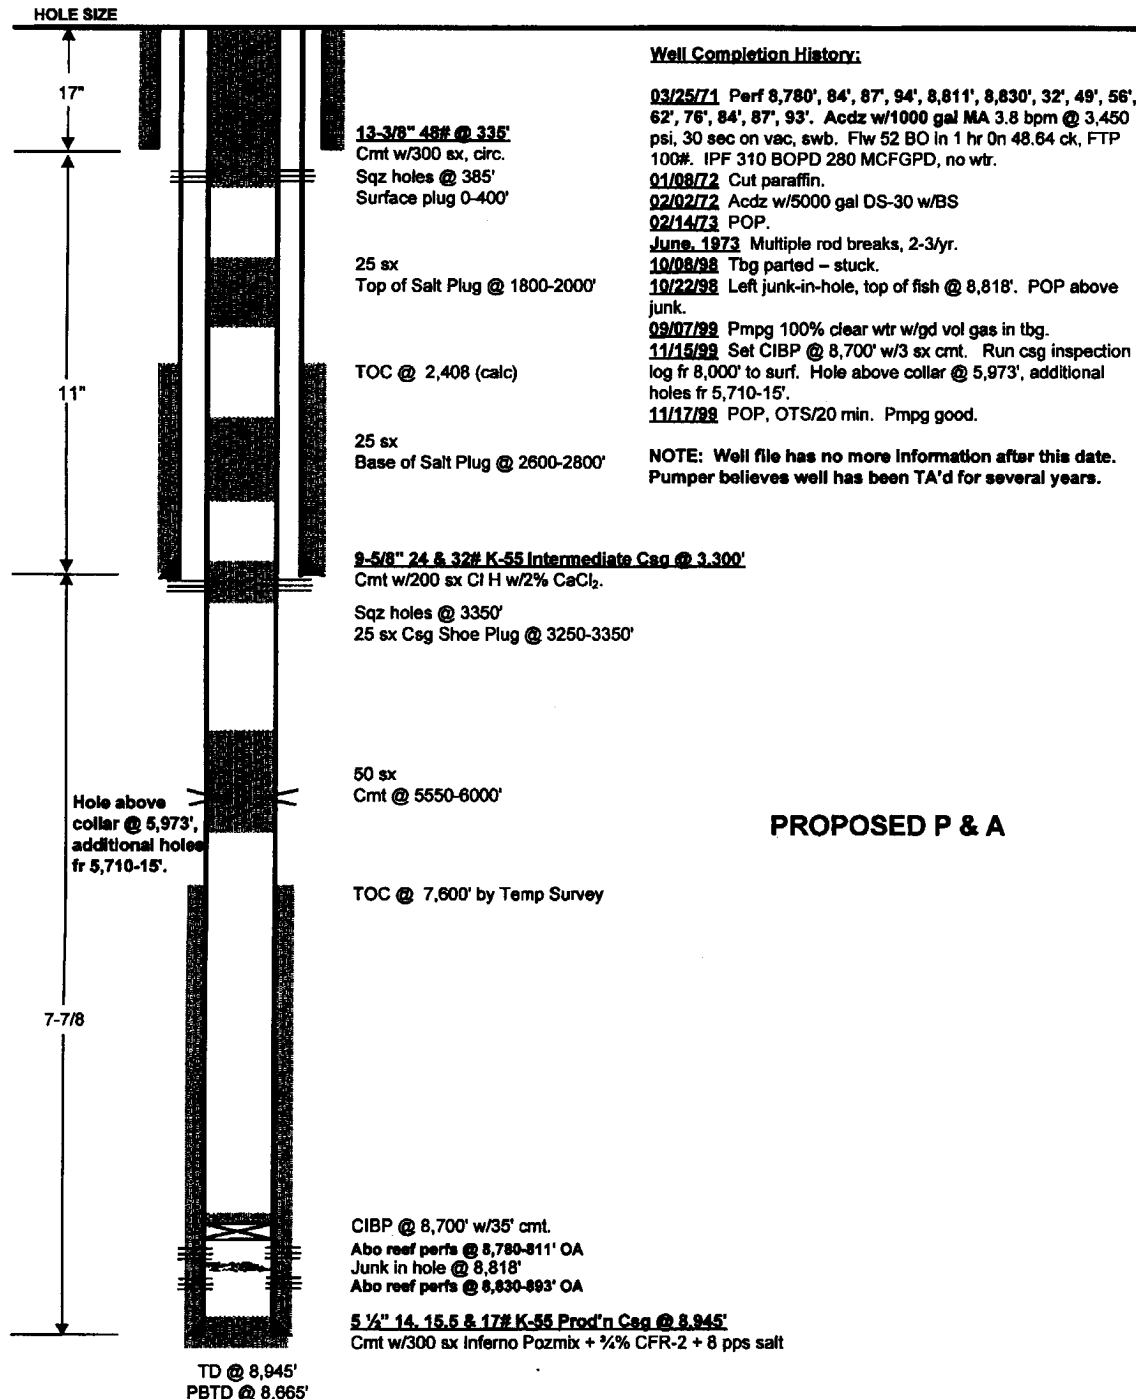 HOLE SIZE
17"
11"
7-7/8
13-3/8" 48# @ 335'
Cmt w/300 sx, circ.
Sqz holes @ 385'
Surface plug 0-400'
25 sx
Top of Salt Plug @ 1800-2000'
TOC @ 2,408 (calc)
25 sx
Base of Salt Plug @ 2600-2800'
9-5/8" 24 & 32# K-55 Intermediate Csg @ 3,300'
Cmt w/200 sx Cl H w/2% CaCl₂.
Sqz holes @ 3350'
25 sx Csg Shoe Plug @ 3250-3350'
50 sx
Cmt @ 5550-6000'
Hole above
collar @ 5,973',
additional holes
fr 5,710-15'.
TOC @ 7,600' by Temp Survey
CIBP @ 8,700' w/35' cmt.
Abo reef perfs @ 8,780-811' OA
Junk in hole @ 8,818'
Abo reef perfs @ 8,830-893' OA
5 ½" 14, 15.5 & 17# K-55 Prod'n Csg @ 8,945'
Cmt w/300 sx Inferno Pozmix + ¾% CFR-2 + 8 pps salt
TD @ 8,945'
PBTD @ 8,665'
Well Completion History:
03/25/71 Perf 8,780', 84', 87', 94', 8,811', 8,830', 32', 49', 56',
62', 76', 84', 87', 93'. Acdz w/1000 gal MA 3.8 bpm @ 3,450
psi, 30 sec on vac, swb. Flw 52 BO in 1 hr 0n 48.64 ck, FTP
100#. IPF 310 BOPD 280 MCFGPD, no wtr.
01/08/72 Cut paraffin.
02/02/72 Acdz w/5000 gal DS-30 w/BS
02/14/73 POP.
June, 1973 Multiple rod breaks, 2-3/yr.
10/08/98 Tbg parted – stuck.
10/22/98 Left junk-in-hole, top of fish @ 8,818'. POP above
junk.
09/07/99 Pmpg 100% clear wtr w/gd vol gas in tbg.
11/15/99 Set CIBP @ 8,700' w/3 sx cmt. Run csg inspection
log fr 8,000' to surf. Hole above collar @ 5,973', additional
holes fr 5,710-15'.
11/17/99 POP, OTS/20 min. Pmpg good.
NOTE: Well file has no more information after this date.
Pumper believes well has been TA'd for several years.
PROPOSED P & A